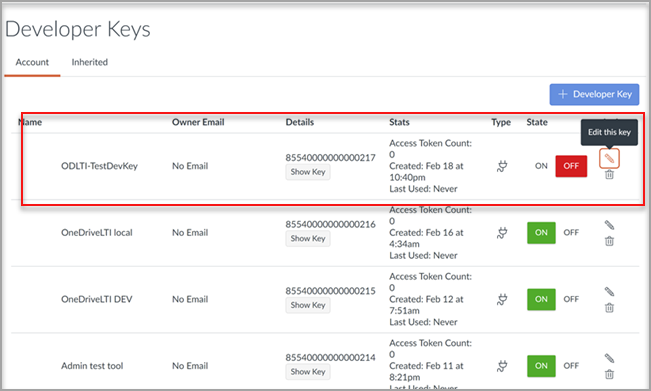 Developer Keys
Account Inherited
+ Developer Key
Name Owner Email Details Stats Type State
Edit this key
ODLTI-TestDevKey No Email 85540000000000217 Show Key Access Token Count: 0 Created: Feb 18 at 10:40pm Last Used: Never ON OFF
OneDriveLTI local No Email 85540000000000216 Show Key Access Token Count: 0 Created: Feb 16 at 4:34am Last Used: Never ON OFF
OneDriveLTI DEV No Email 85540000000000215 Show Key Access Token Count: 0 Created: Feb 12 at 7:51am Last Used: Never ON OFF
Admin test tool No Email 85540000000000214 Show Key Access Token Count: 0 Created: Feb 11 at 8:21pm Last Used: Never ON OFF